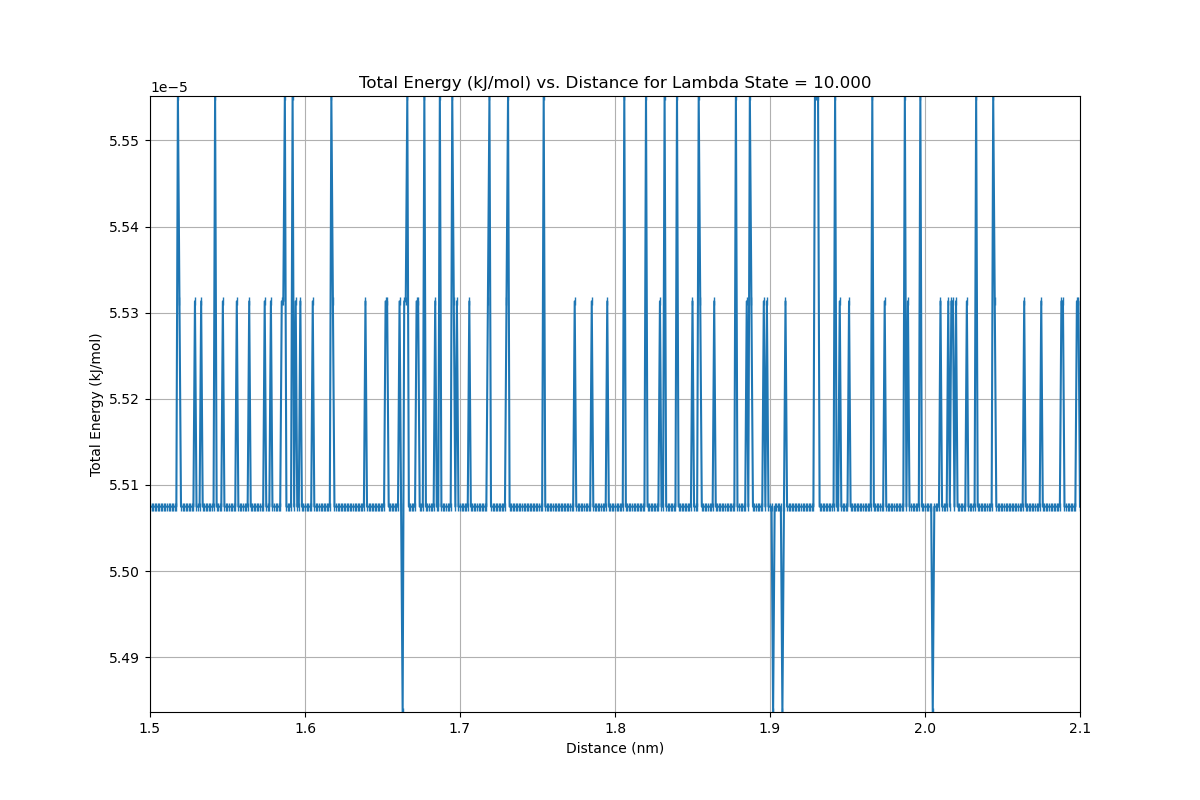 Total Energy (kJ/mol) vs. Distance for Lambda State = 10.000
1e−5
5.55
5.54
5.53
5.52
5.51
5.50
5.49
Total Energy (kJ/mol)
1.5 1.6 1.7 1.8 1.9 2.0 2.1
Distance (nm)